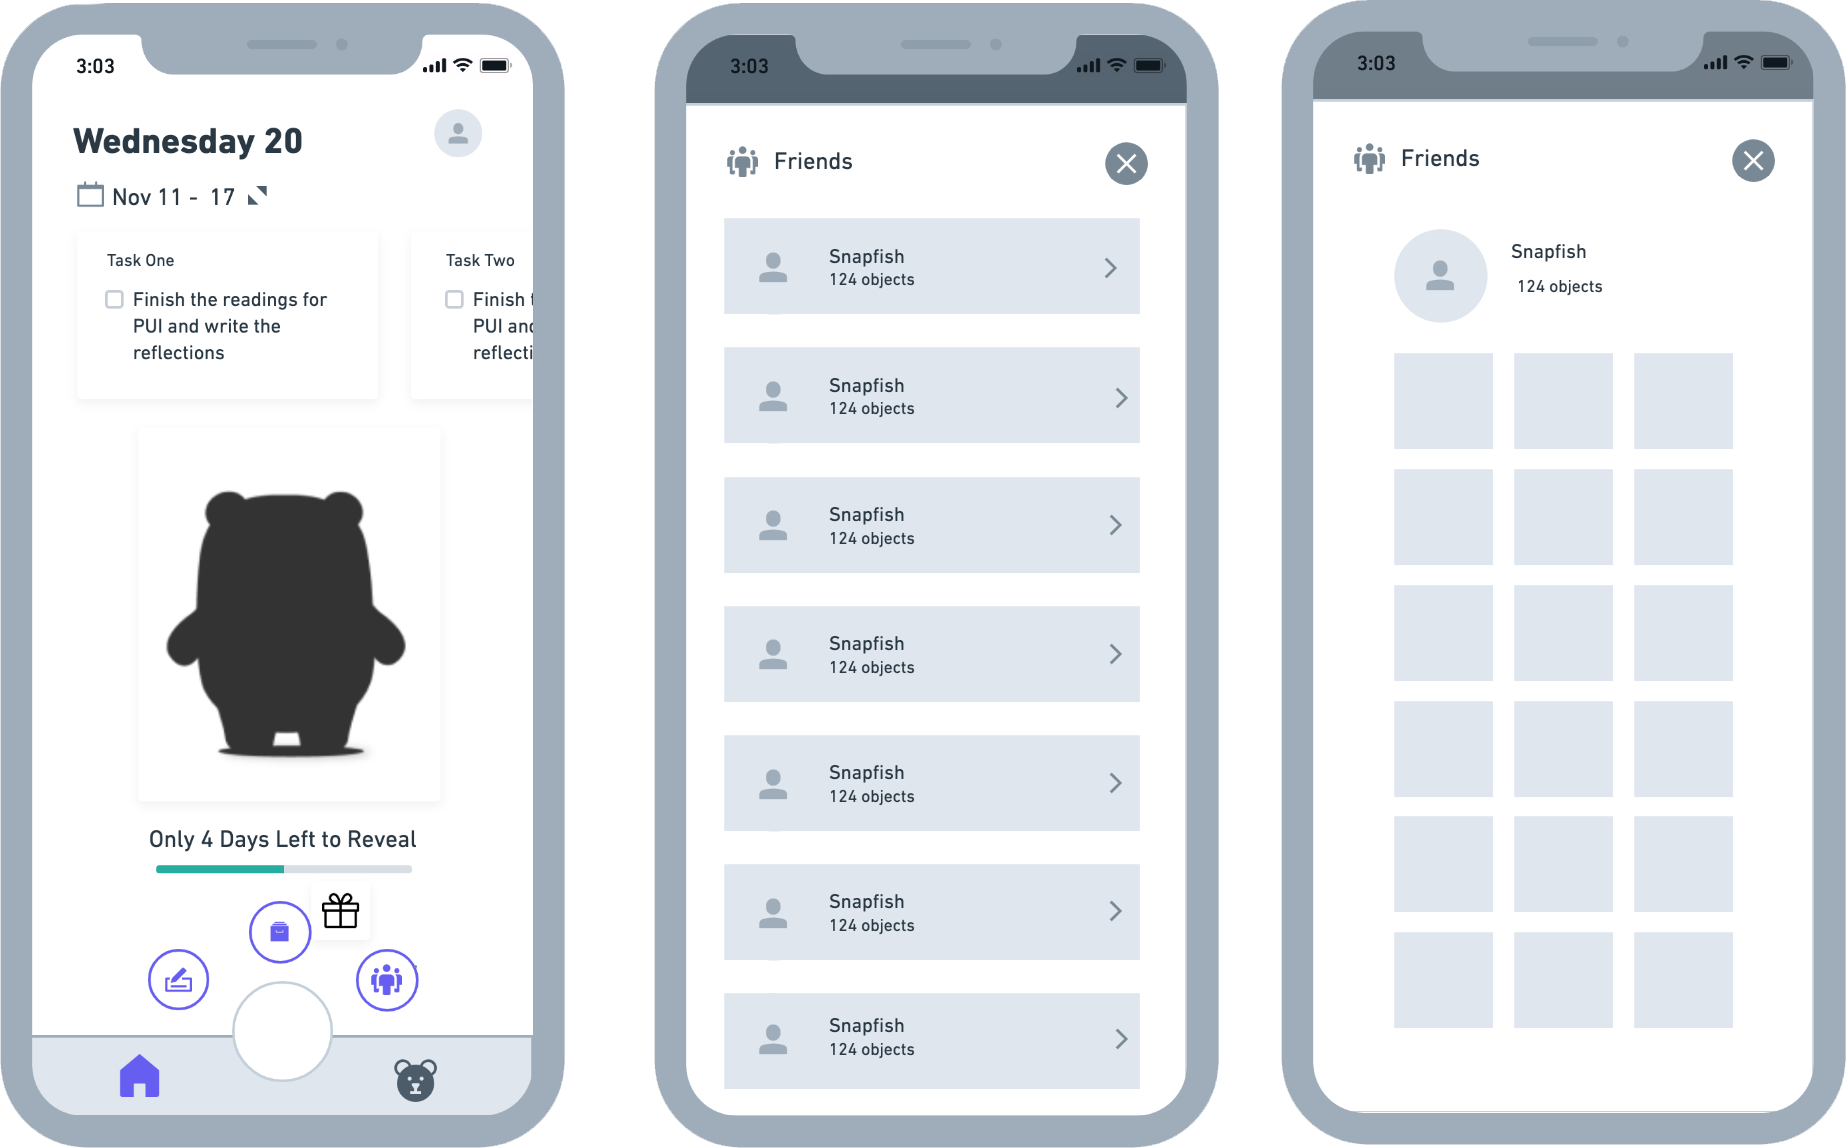 3:03
Wednesday 20
Nov 11 - 17
Task One
Finish the readings for
PUI and write the
reflections
Task Two
Finish t
PUI anc
reflecti
Only 4 Days Left to Reveal
3:03
Friends
Snapfish
124 objects
Snapfish
124 objects
Snapfish
124 objects
Snapfish
124 objects
Snapfish
124 objects
Snapfish
124 objects
Snapfish
124 objects
3:03
Friends
Snapfish
124 objects